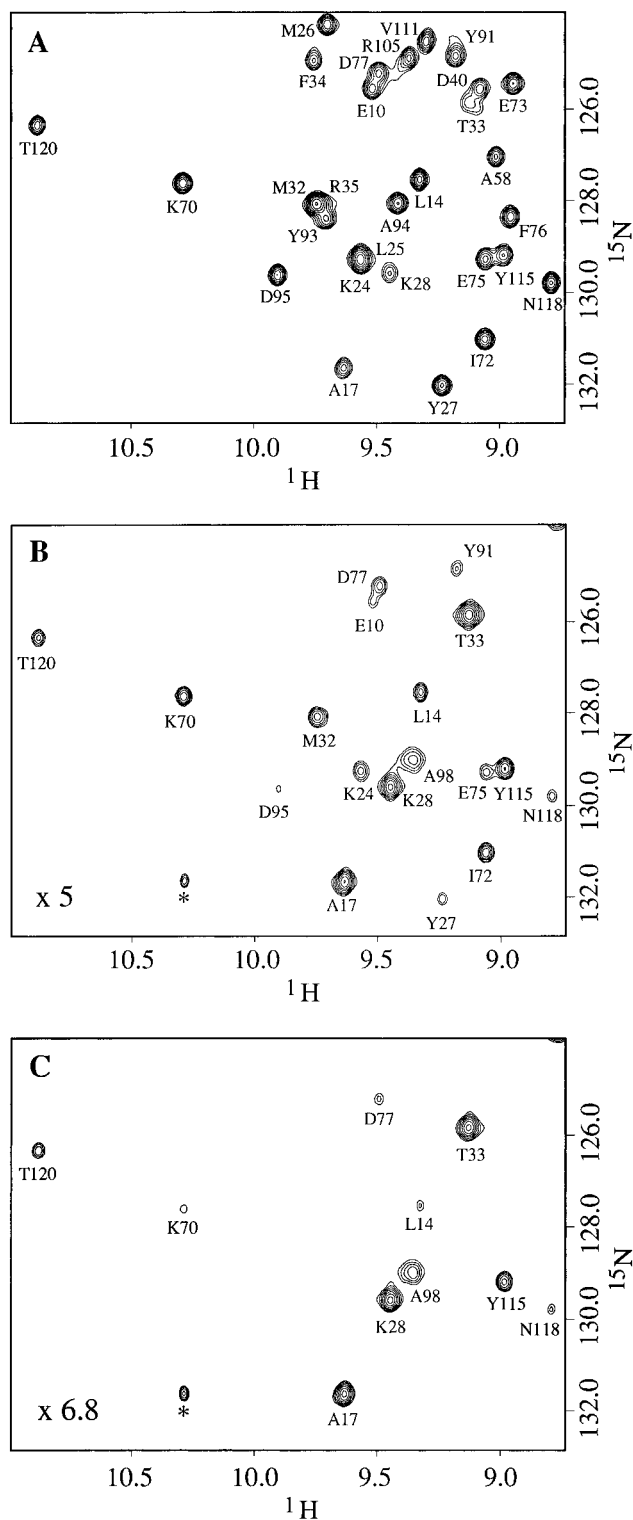 A
M26
V111
Y91
R105
D77
F34
E10
D40
E73
T33
126.0
T120
A58
K70
M32
R35
L14
128.0
Y93
A94
F76
L25
K24
K28
E75
Y115
15N
D95
130.0
N118
I72
A17
Y27
132.0
10.5
10.0
9.5
9.0
1 H
B
Y91
D77
E10
T33
126.0
T120
K70
L14
128.0
M32
A98
K24
K28
E75
Y115
15N
D95
N118
130.0
I72
x 5
*
A17
Y27
132.0
10.5
10.0
9.5
9.0
1 H
C
D77
126.0
T120
T33
K70
L14
128.0
A98
Y115
15N
K28
N118
130.0
x 6.8
*
A17
132.0
10.5
10.0
9.5
9.0
1 H